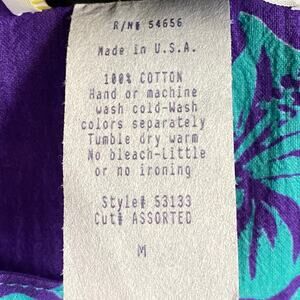 R/N# 54656
Made in U.S.A.
100% COTTON
Hand or machine
wash cold-Wash
colors separately
Tumble dry warm
No bleach-Little
or no ironing
Style# 53133
Cut# ASSORTED
M